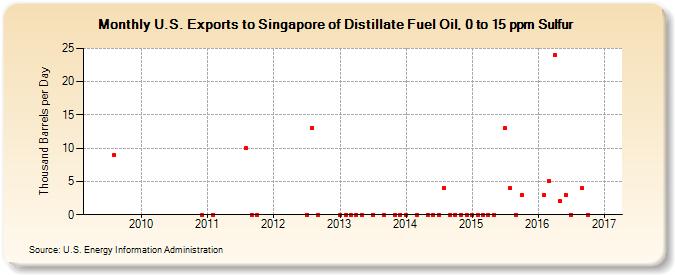 Monthly U.S. Exports to Singapore of Distillate Fuel Oil, 0 to 15 ppm Sulfur
Thousand Barrels per Day
25
20
15
10
5
0
2010 2011 2012 2013 2014 2015 2016 2017
Source: U.S. Energy Information Administration